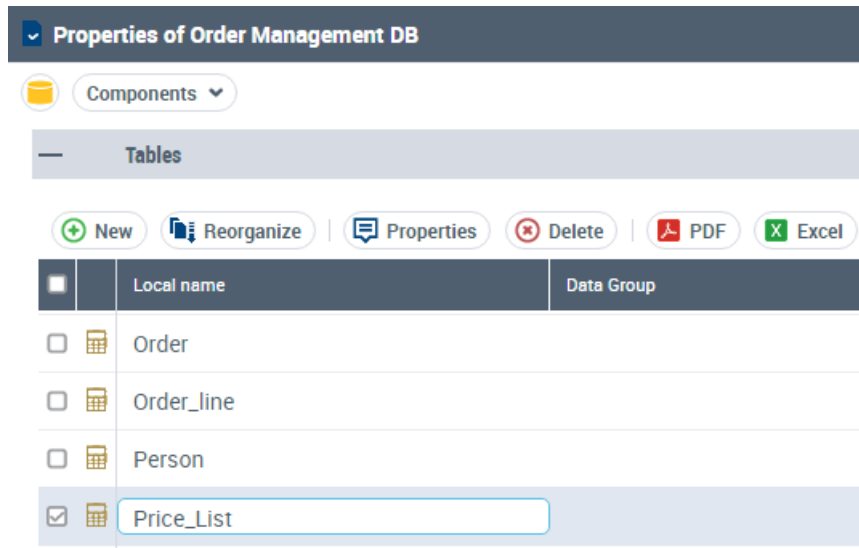 Properties of Order Management DB
Components
Tables
New Reorganize Properties Delete PDF Excel
Local name Data Group
Order
Order_line
Person
Price_List